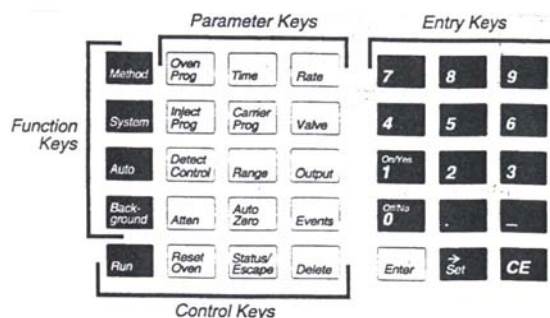 Parameter Keys
Entry Keys
Function
Keys
Method
Oven
Prog
Time
Rate
7
8
9
System
Inject
Prog
Carrier
Prog
Valve
4
5
6
Auto
Detect
Control
Range
Output
On/Yes
1
2
3
Back-
ground
Atten
Auto
Zero
Events
Off/No
0
.
_
Run
Reset
Oven
Status/
Escape
Delete
Enter
→
Set
CE
Control Keys